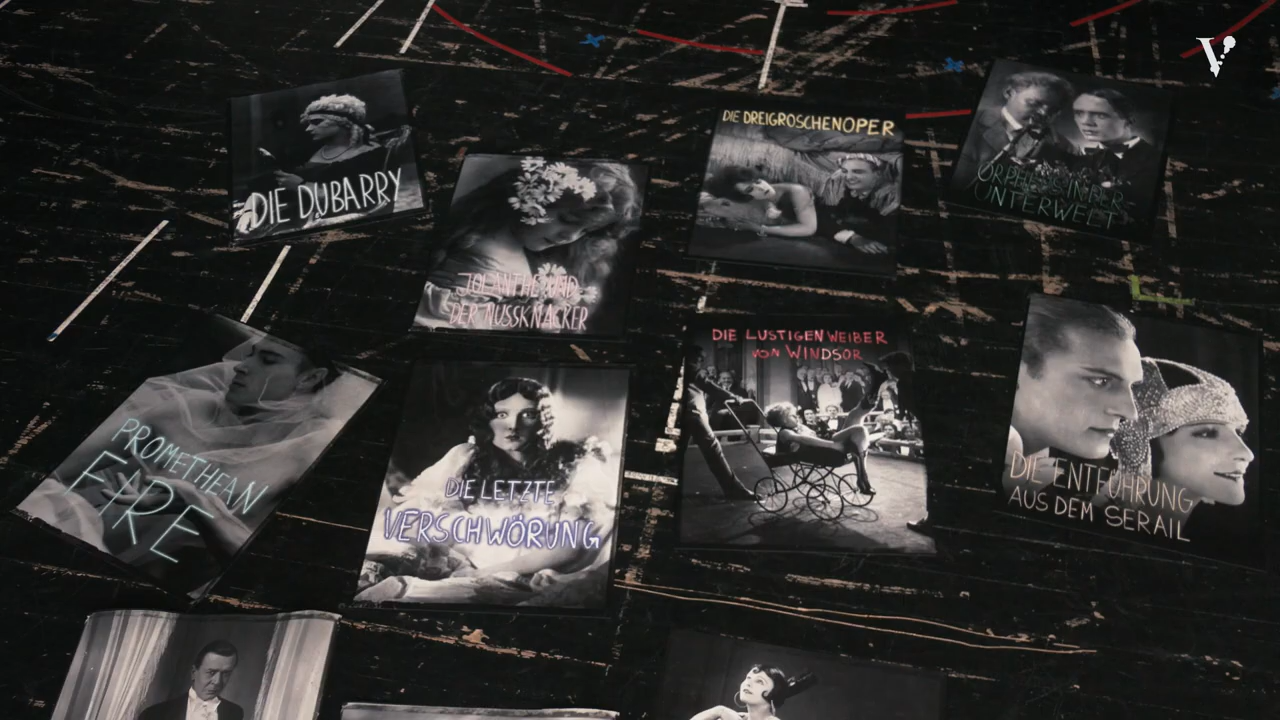 DIE DUBARRY
JOLANTHE UND
DER NUSSKNACKER
DIE DREIGROSCHENOPER
ORPHEUS IN DER
UNTERWELT
PROMETHEAN
FIRE
DIE LETZTE
VERSCHWÖRUNG
DIE LUSTIGEN WEIBER
VON WINDSOR
DIE ENTFÜHRUNG
AUS DEM SERAIL
V